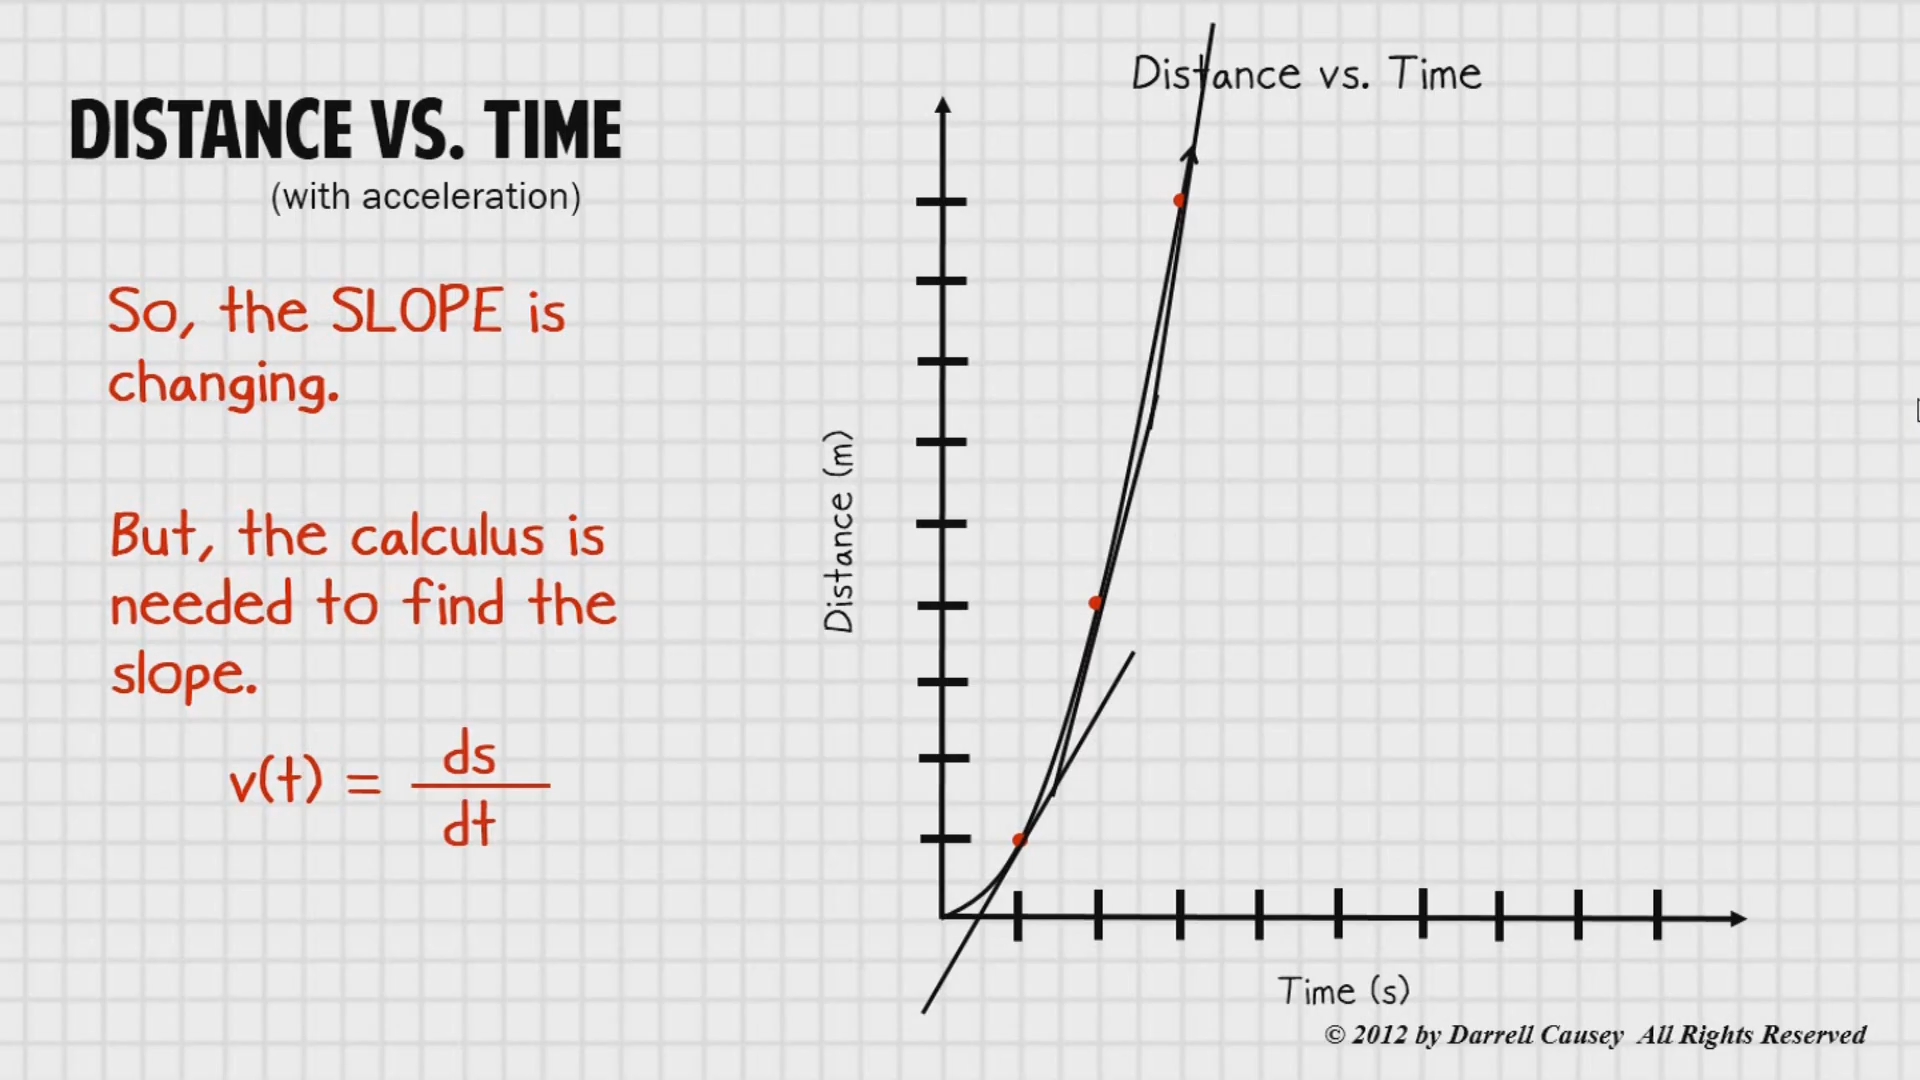 DISTANCE VS. TIME
(with acceleration)
So, the SLOPE is
changing.
But, the calculus is
needed to find the
slope.
v(t) = ds
dt
Distance vs. Time
Distance (m)
Time (s)
© 2012 by Darrell Causey All Rights Reserved